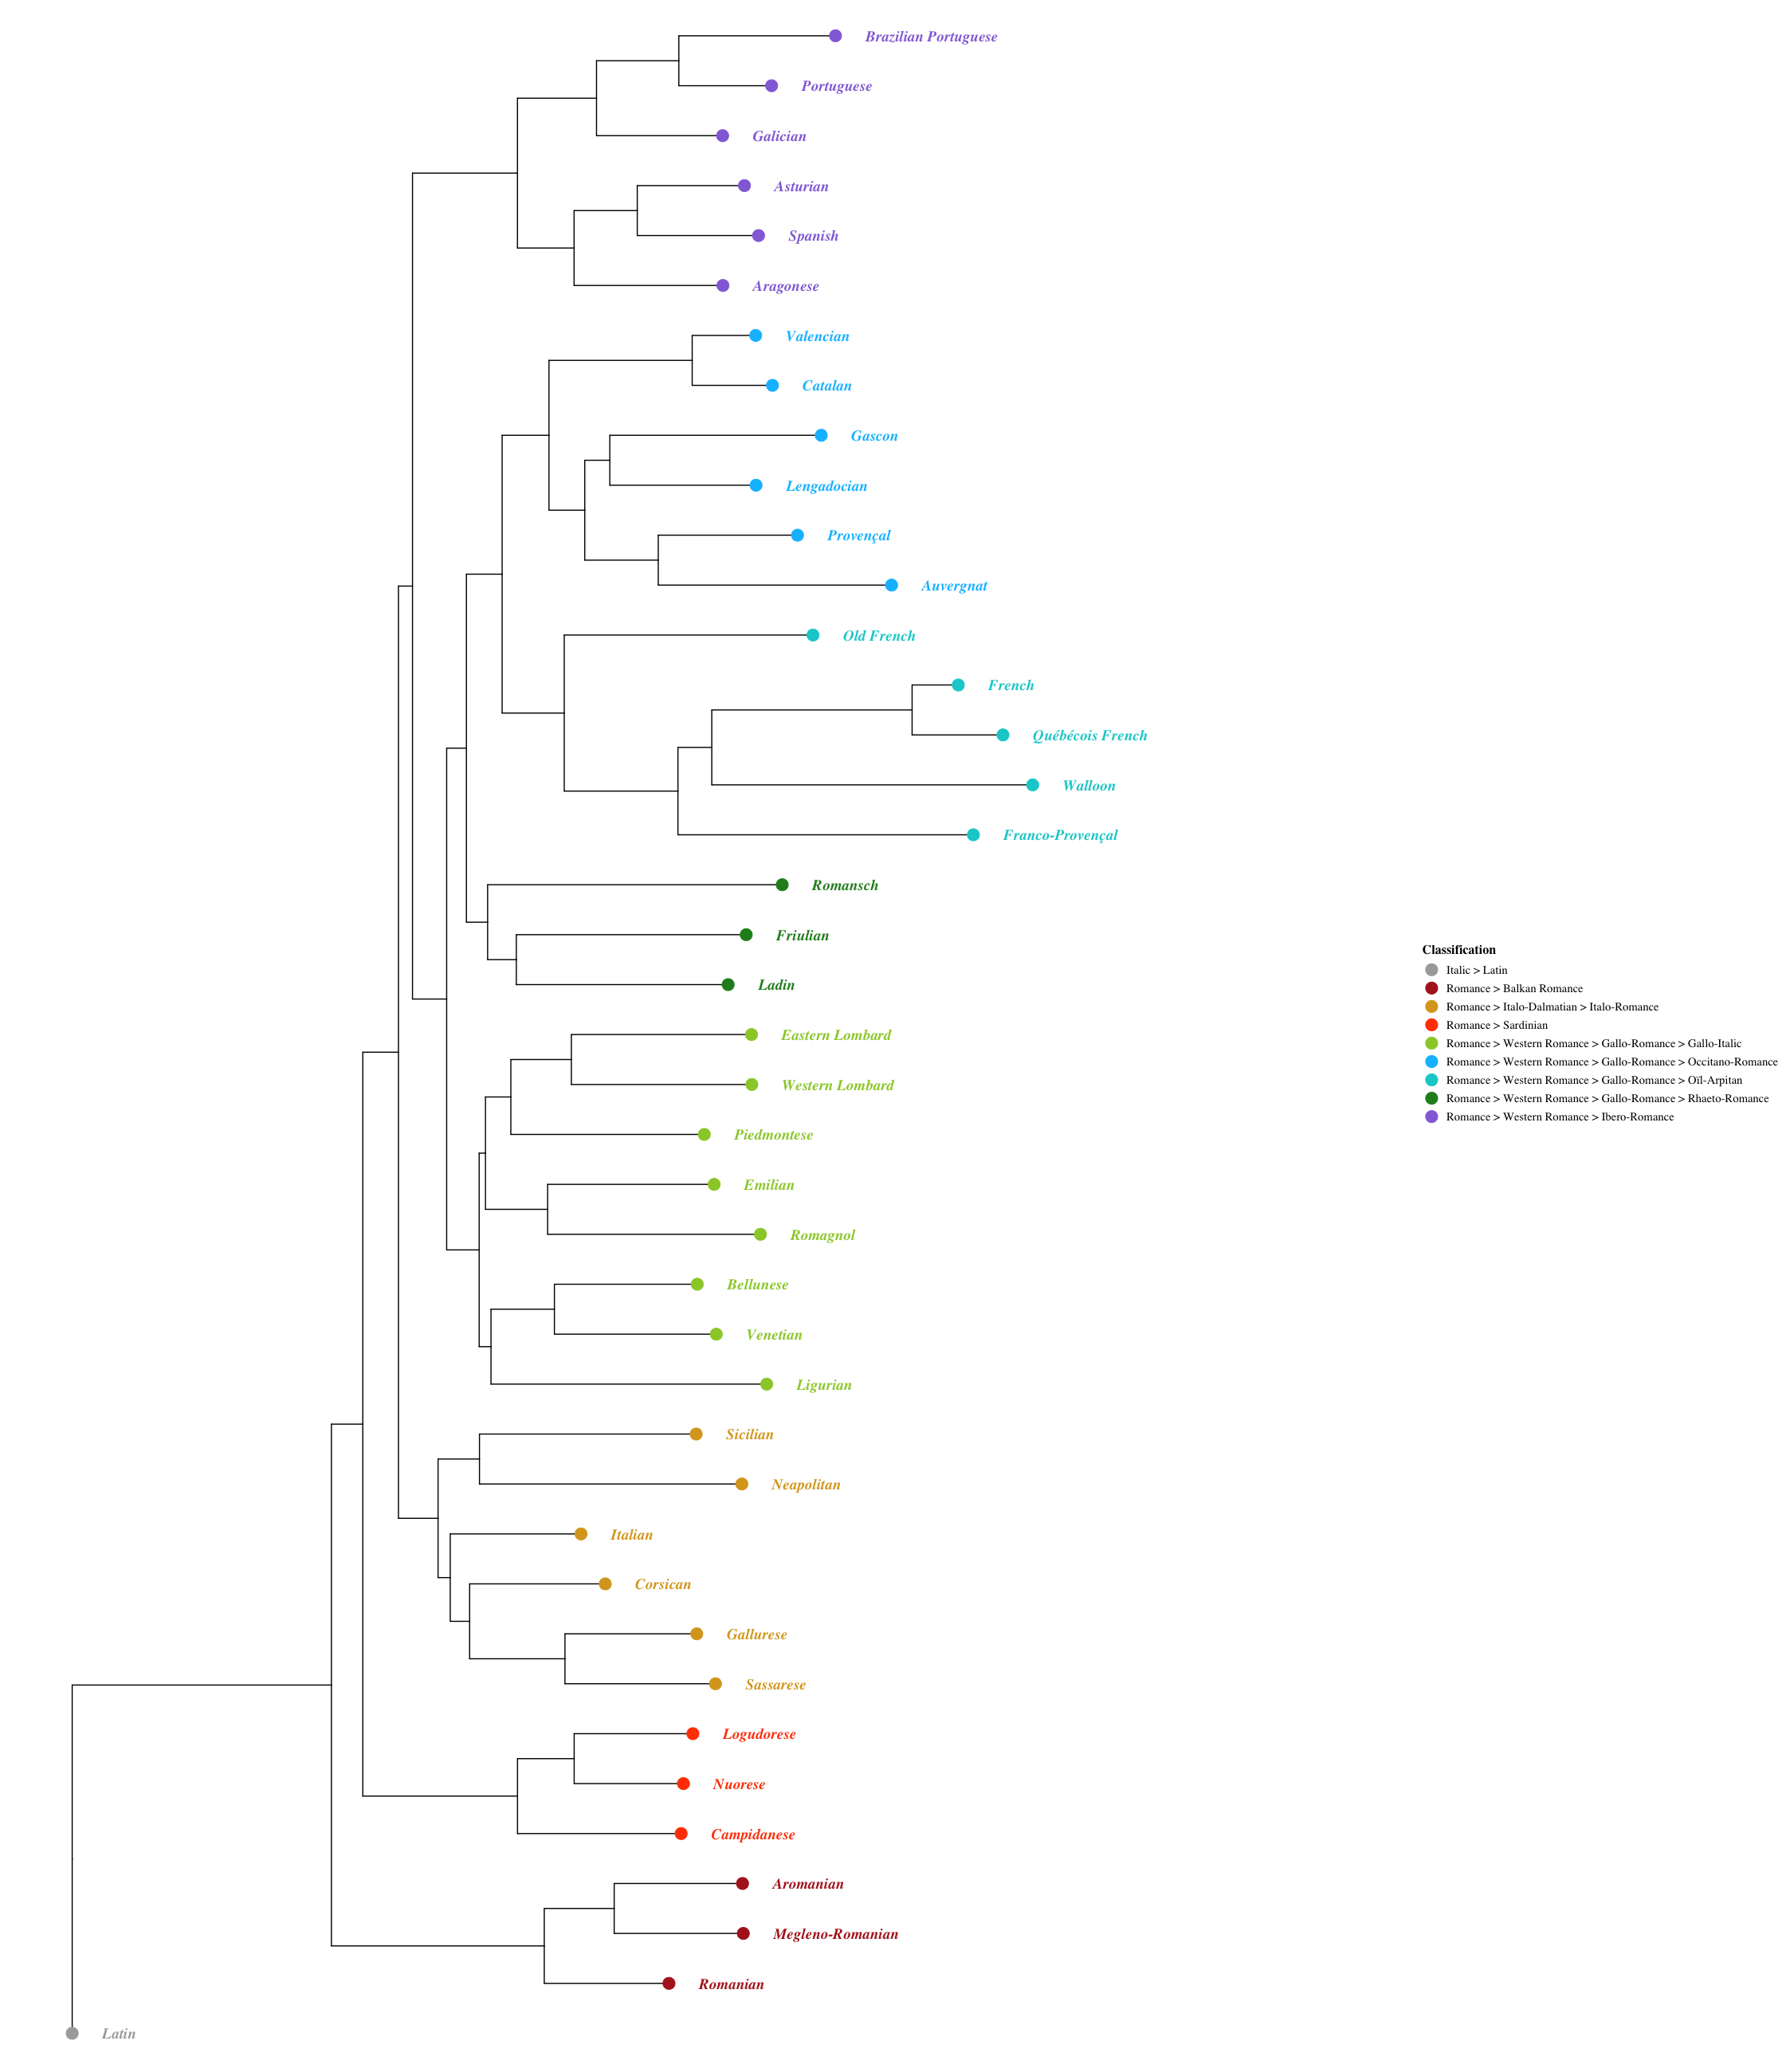 Brazilian Portuguese
Portuguese
Galician
Asturian
Spanish
Aragonese
Valencian
Catalan
Gascon
Lengadocian
Provençal
Auvergnat
Old French
French
Québécois French
Walloon
Franco-Provençal
Romansch
Friulian
Ladin
Eastern Lombard
Western Lombard
Piedmontese
Emilian
Romagnol
Bellunese
Venetian
Ligurian
Sicilian
Neapolitan
Italian
Corsican
Gallurese
Sassarese
Logudorese
Nuorese
Campidanese
Aromanian
Megleno-Romanian
Romanian
Latin
Classification
Italic > Latin
Romance > Balkan Romance
Romance > Italo-Dalmatian > Italo-Romance
Romance > Sardinian
Romance > Western Romance > Gallo-Romance > Gallo-Italic
Romance > Western Romance > Gallo-Romance > Occitano-Romance
Romance > Western Romance > Gallo-Romance > Oïl-Arpitan
Romance > Western Romance > Gallo-Romance > Rhaeto-Romance
Romance > Western Romance > Ibero-Romance